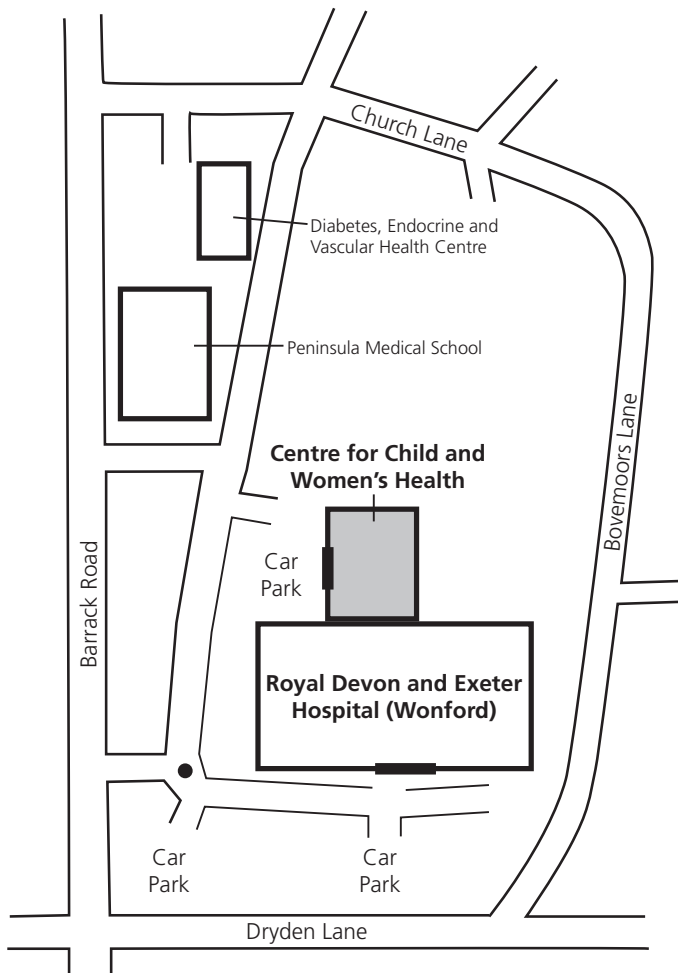 Church Lane
Diabetes, Endocrine and
Vascular Health Centre
Peninsula Medical School
Centre for Child and
Women's Health
Bovemoors Lane
Car
Park
Barrack Road
Royal Devon and Exeter
Hospital (Wonford)
Car
Park
Car
Park
Dryden Lane